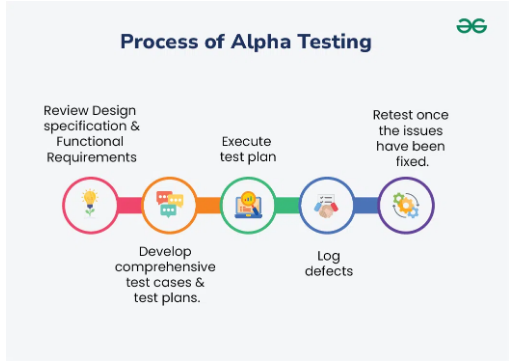 Process of Alpha Testing
Review Design
specification &
Functional
Requirements
Develop
comprehensive
test cases &
test plans.
Execute
test plan
Log
defects
Retest once
the issues
have been
fixed.